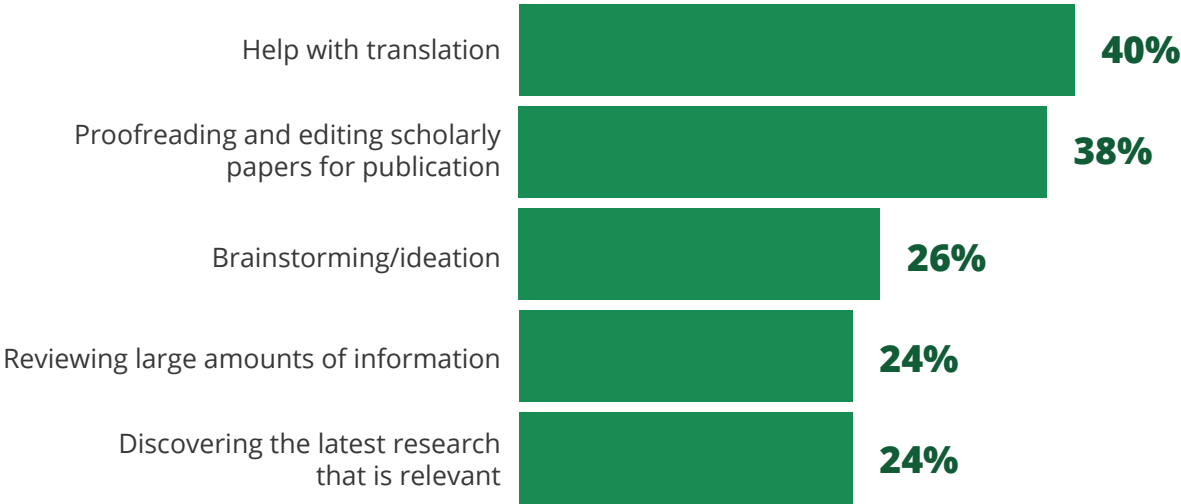 Help with translation
40%
Proofreading and editing scholarly
papers for publication
38%
Brainstorming/ideation
26%
Reviewing large amounts of information
24%
Discovering the latest research
that is relevant
24%